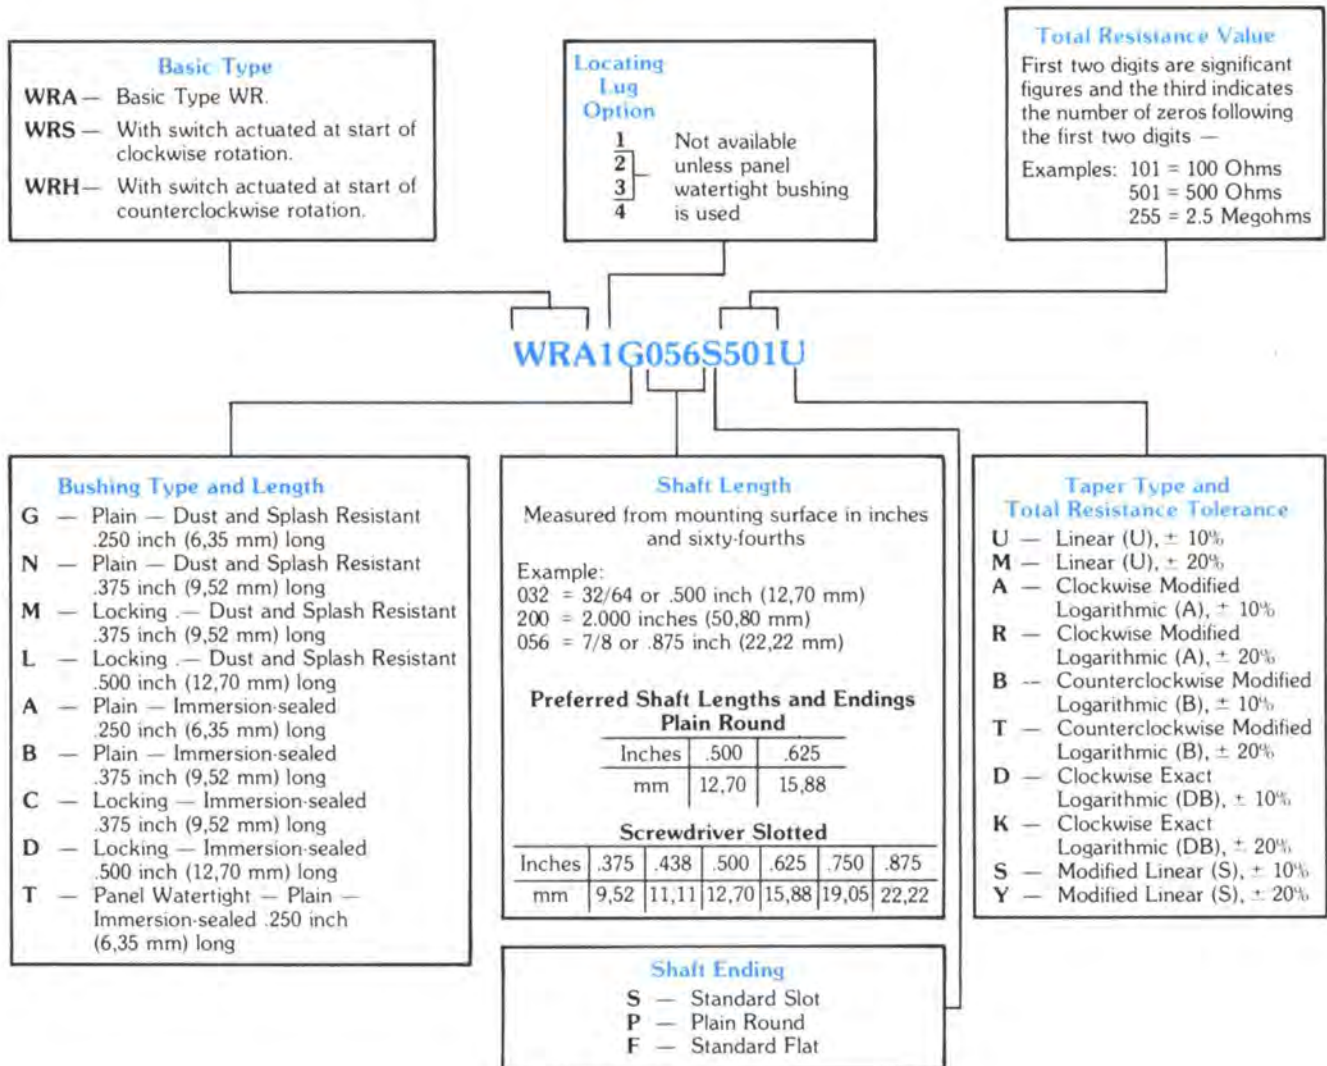 Basic Type
WRA — Basic Type WR.
WRS — With switch actuated at start of
clockwise rotation.
WRH — With switch actuated at start of
counterclockwise rotation.
Locating
Lug
Option
1 Not available
2 unless panel
3 watertight bushing
4 is used
Total Resistance Value
First two digits are significant
figures and the third indicates
the number of zeros following
the first two digits —
Examples: 101 = 100 Ohms
501 = 500 Ohms
255 = 2.5 Megohms
WRA1G056S501U
Bushing Type and Length
G — Plain — Dust and Splash Resistant
.250 inch (6,35 mm) long
N — Plain — Dust and Splash Resistant
.375 inch (9,52 mm) long
M — Locking — Dust and Splash Resistant
.375 inch (9,52 mm) long
L — Locking — Dust and Splash Resistant
.500 inch (12,70 mm) long
A — Plain — Immersion-sealed
.250 inch (6,35 mm) long
B — Plain — Immersion-sealed
.375 inch (9,52 mm) long
C — Locking — Immersion-sealed
.375 inch (9,52 mm) long
D — Locking — Immersion-sealed
.500 inch (12,70 mm) long
T — Panel Watertight — Plain —
Immersion-sealed .250 inch
(6,35 mm) long
Shaft Length
Measured from mounting surface in inches
and sixty-fourths
Example:
032 = 32/64 or .500 inch (12,70 mm)
200 = 2.000 inches (50,80 mm)
056 = 7/8 or .875 inch (22,22 mm)
Preferred Shaft Lengths and Endings
Plain Round
Inches .500 .625
mm 12,70 15,88
Screwdriver Slotted
Inches .375 .438 .500 .625 .750 .875
mm 9,52 11,11 12,70 15,88 19,05 22,22
Taper Type and
Total Resistance Tolerance
U — Linear (U), ± 10%
M — Linear (U), ± 20%
A — Clockwise Modified
Logarithmic (A), ± 10%
R — Clockwise Modified
Logarithmic (A), ± 20%
B — Counterclockwise Modified
Logarithmic (B), ± 10%
T — Counterclockwise Modified
Logarithmic (B), ± 20%
D — Clockwise Exact
Logarithmic (DB), ± 10%
K — Clockwise Exact
Logarithmic (DB), ± 20%
S — Modified Linear (S), ± 10%
Y — Modified Linear (S), ± 20%
Shaft Ending
S — Standard Slot
P — Plain Round
F — Standard Flat